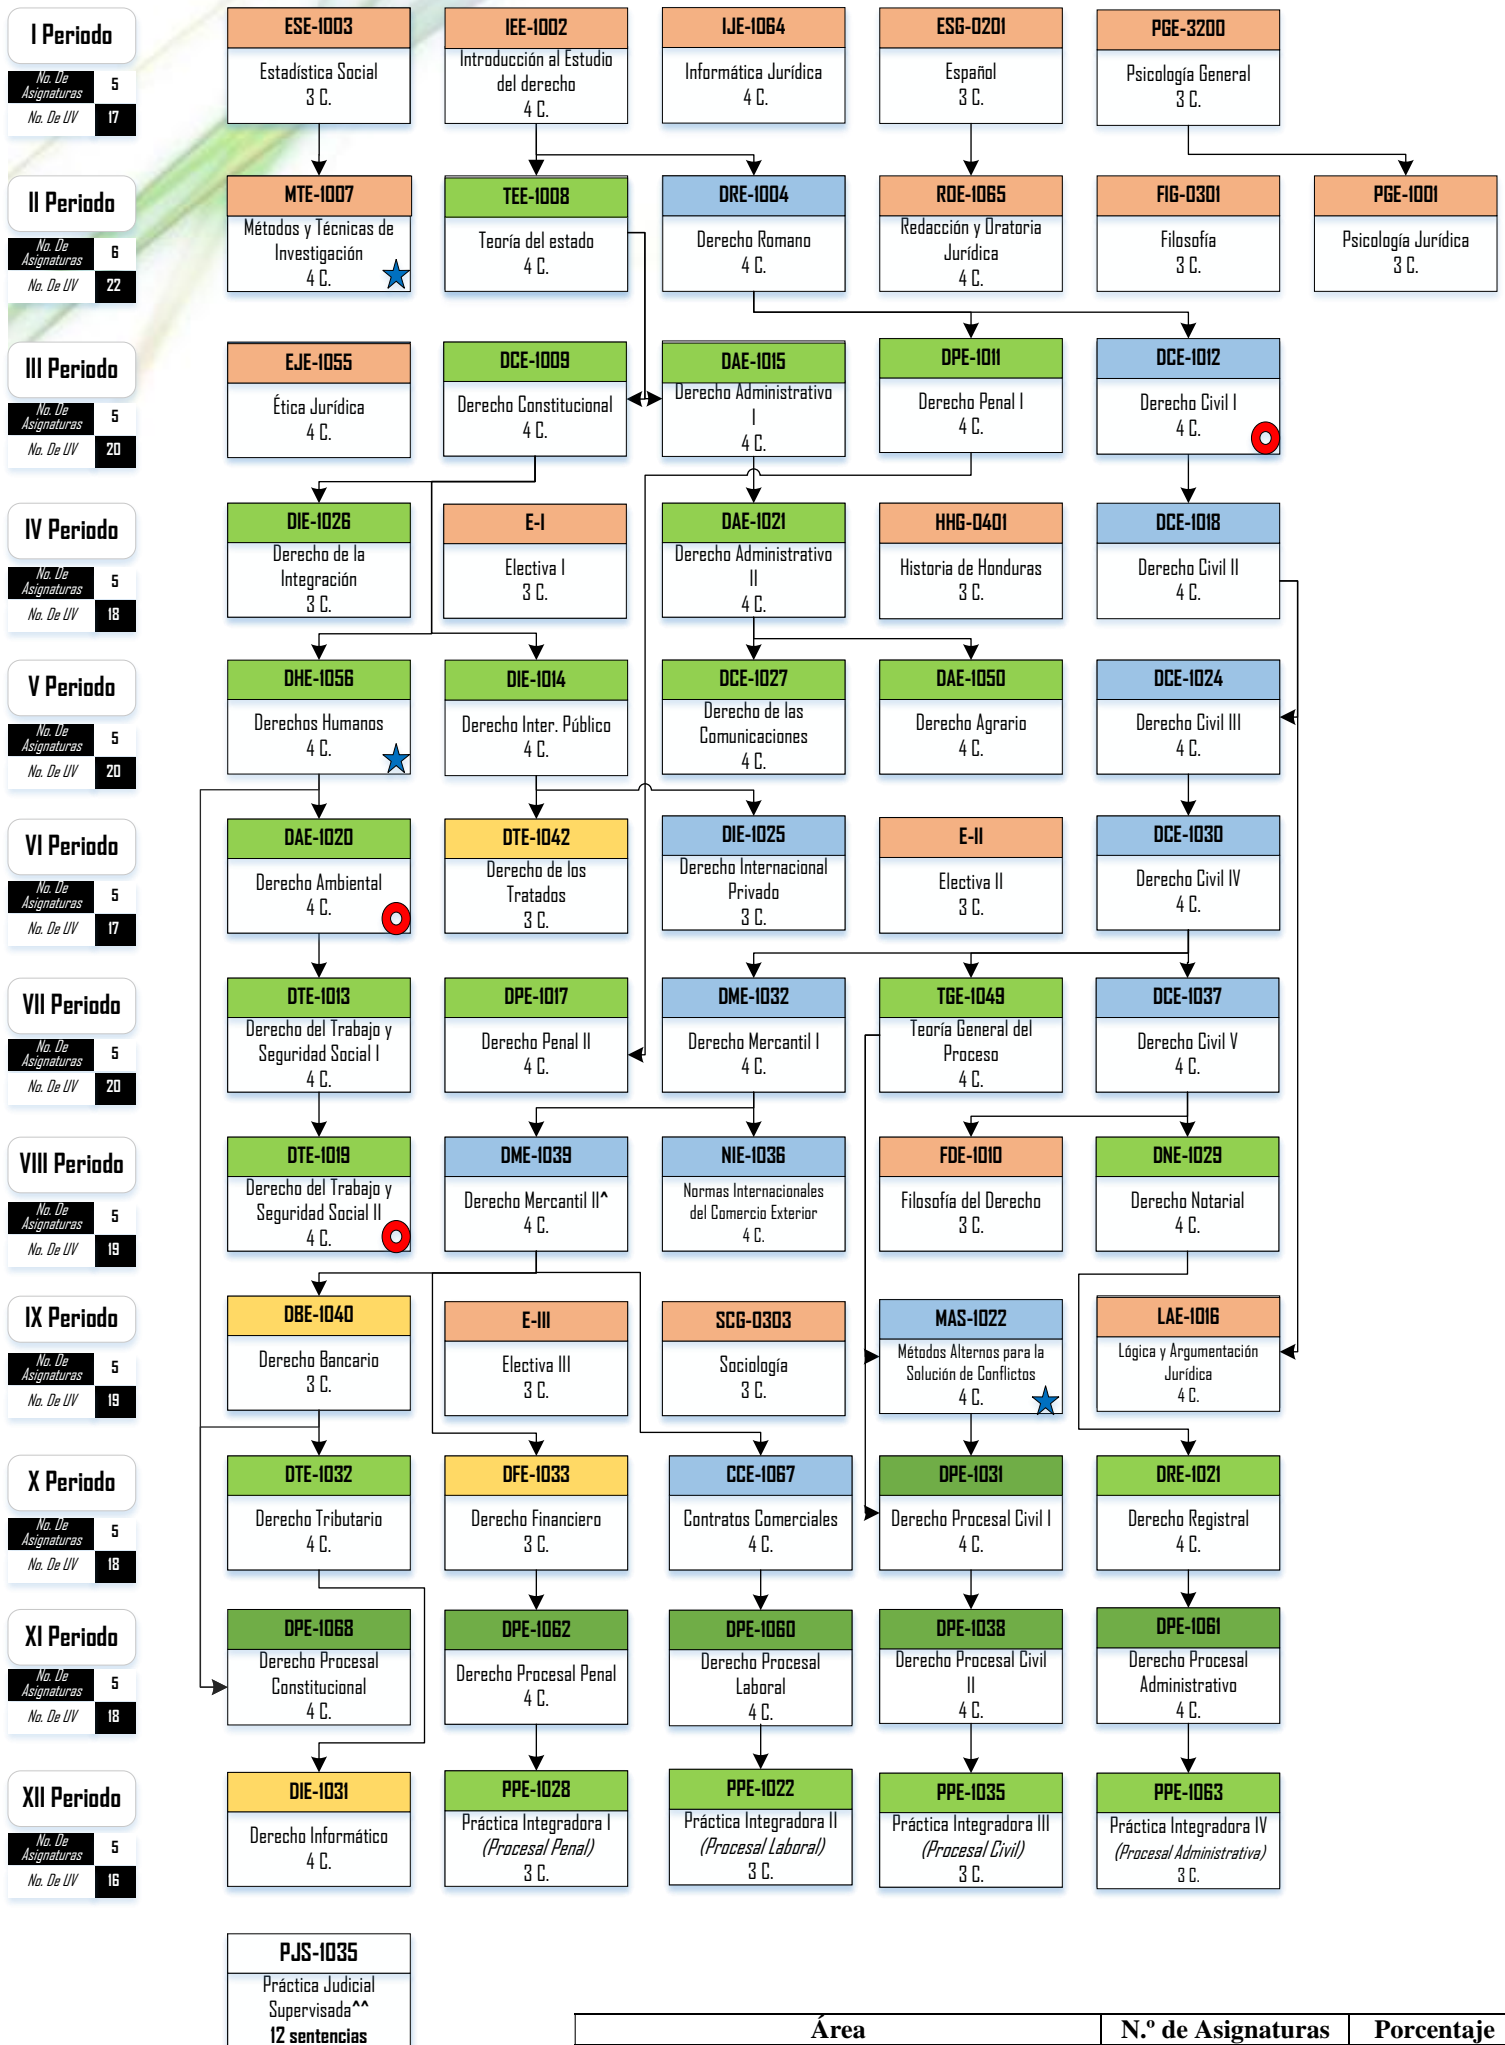 I Periodo
No. De
Asignaturas
5
No. De UV
17
ESE-1003
Estadística Social
3 C.
IEE-1002
Introducción al Estudio
del derecho
4 C.
IJE-1064
Informática Jurídica
4 C.
ESG-0201
Español
3 C.
PGE-3200
Psicología General
3 C.
II Periodo
No. De
Asignaturas
6
No. De UV
22
MTE-1007
Métodos y Técnicas de
Investigación
4 C.
TEE-1008
Teoría del estado
4 C.
DRE-1004
Derecho Romano
4 C.
ROE-1065
Redacción y Oratoria
Jurídica
4 C.
FIG-0301
Filosofía
3 C.
PGE-1001
Psicología Jurídica
3 C.
III Periodo
No. De
Asignaturas
5
No. De UV
20
EJE-1055
Ética Jurídica
4 C.
DCE-1009
Derecho Constitucional
4 C.
DAE-1015
Derecho Administrativo
I
4 C.
DPE-1011
Derecho Penal I
4 C.
DCE-1012
Derecho Civil I
4 C.
IV Periodo
No. De
Asignaturas
5
No. De UV
18
DIE-1026
Derecho de la
Integración
3 C.
E-I
Electiva I
3 C.
DAE-1021
Derecho Administrativo
II
4 C.
HHG-0401
Historia de Honduras
3 C.
DCE-1018
Derecho Civil II
4 C.
V Periodo
No. De
Asignaturas
5
No. De UV
20
DHE-1056
Derechos Humanos
4 C.
DIE-1014
Derecho Inter. Público
4 C.
DCE-1027
Derecho de las
Comunicaciones
4 C.
DAE-1050
Derecho Agrario
4 C.
DCE-1024
Derecho Civil III
4 C.
VI Periodo
No. De
Asignaturas
5
No. De UV
17
DAE-1020
Derecho Ambiental
4 C.
DTE-1042
Derecho de los
Tratados
3 C.
DIE-1025
Derecho Internacional
Privado
3 C.
E-II
Electiva II
3 C.
DCE-1030
Derecho Civil IV
4 C.
VII Periodo
No. De
Asignaturas
5
No. De UV
20
DTE-1013
Derecho del Trabajo y
Seguridad Social I
4 C.
DPE-1017
Derecho Penal II
4 C.
DME-1032
Derecho Mercantil I
4 C.
TGE-1049
Teoría General del
Proceso
4 C.
DCE-1037
Derecho Civil V
4 C.
VIII Periodo
No. De
Asignaturas
5
No. De UV
19
DTE-1019
Derecho del Trabajo y
Seguridad Social II
4 C.
DME-1039
Derecho Mercantil II^
4 C.
NIE-1036
Normas Internacionales
del Comercio Exterior
4 C.
FDE-1010
Filosofía del Derecho
3 C.
DNE-1029
Derecho Notarial
4 C.
IX Periodo
No. De
Asignaturas
5
No. De UV
19
DBE-1040
Derecho Bancario
3 C.
E-III
Electiva III
3 C.
SCG-0303
Sociología
3 C.
MAS-1022
Métodos Alternos para la
Solución de Conflictos
4 C.
LAE-1016
Lógica y Argumentación
Jurídica
4 C.
X Periodo
No. De
Asignaturas
5
No. De UV
18
DTE-1032
Derecho Tributario
4 C.
DFE-1033
Derecho Financiero
3 C.
CCE-1067
Contratos Comerciales
4 C.
DPE-1031
Derecho Procesal Civil I
4 C.
DRE-1021
Derecho Registral
4 C.
XI Periodo
No. De
Asignaturas
5
No. De UV
18
DPE-1068
Derecho Procesal
Constitucional
4 C.
DPE-1062
Derecho Procesal Penal
4 C.
DPE-1060
Derecho Procesal
Laboral
4 C.
DPE-1038
Derecho Procesal Civil
II
4 C.
DPE-1061
Derecho Procesal
Administrativo
4 C.
XII Periodo
No. De
Asignaturas
5
No. De UV
16
DIE-1031
Derecho Informático
4 C.
PPE-1028
Práctica Integradora I
(Procesal Penal)
3 C.
PPE-1022
Práctica Integradora II
(Procesal Laboral)
3 C.
PPE-1035
Práctica Integradora III
(Procesal Civil)
3 C.
PPE-1063
Práctica Integradora IV
(Procesal Administrativa)
3 C.
PJS-1035
Práctica Judicial
Supervisada^^
12 sentencias
Área
N.º de Asignaturas
Porcentaje